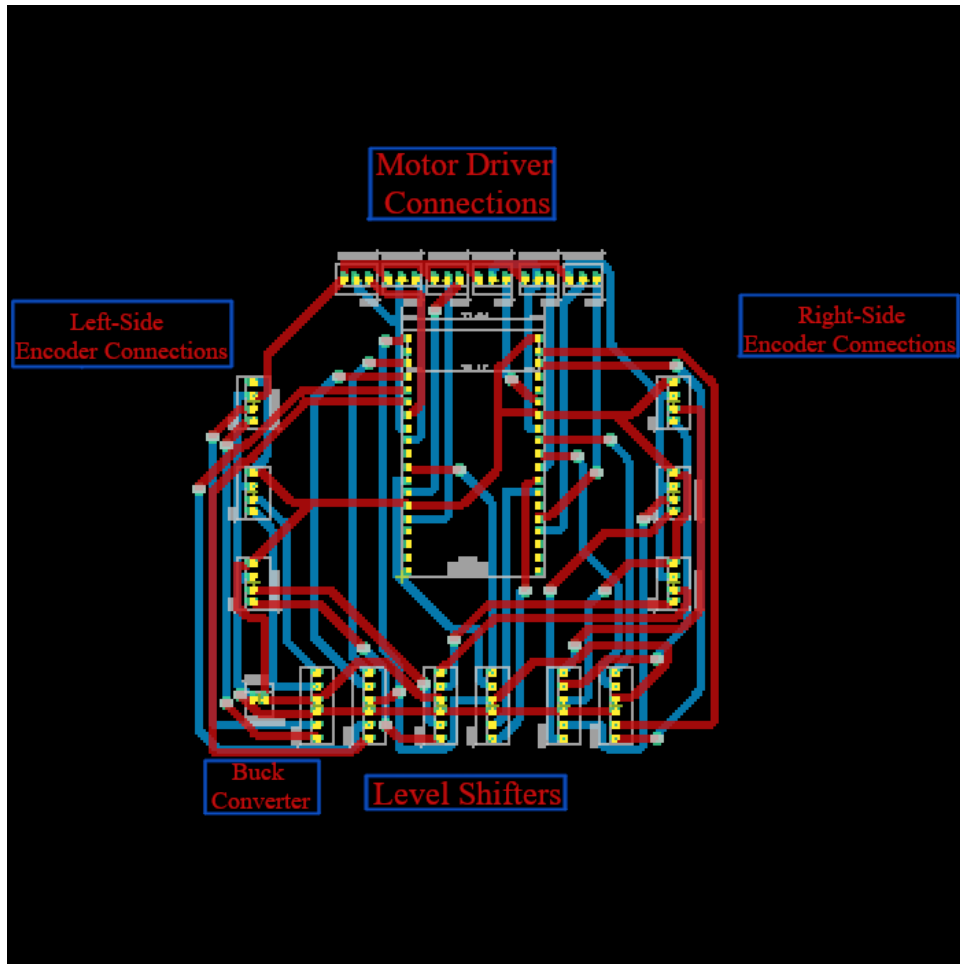 Motor Driver
Connections
Left-Side
Encoder Connections
Right-Side
Encoder Connections
Buck
Converter
Level Shifters